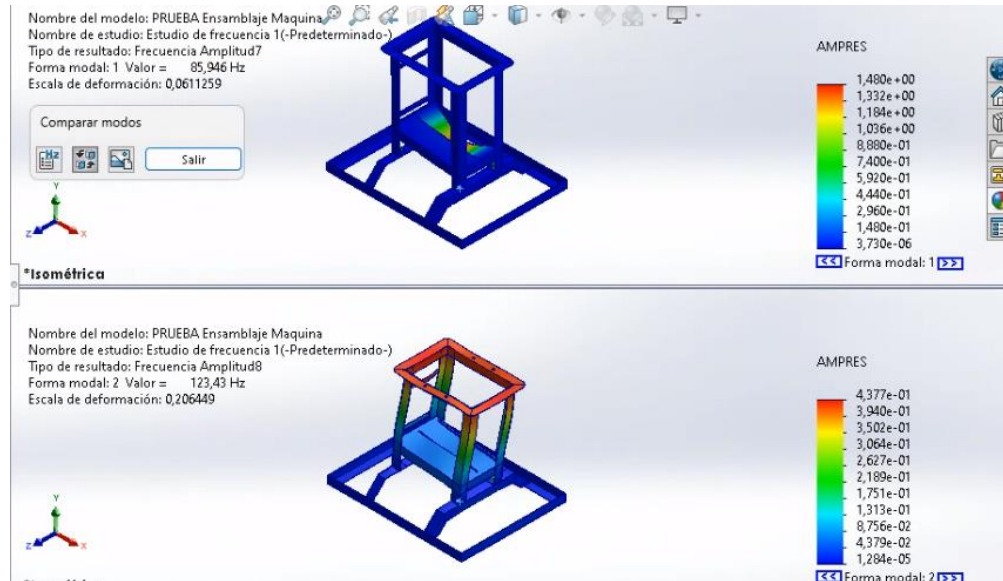 Nombre del modelo: PRUEBA Ensamblaje Maquina
Nombre de estudio: Estudio de frecuencia 1(-Predeterminado-)
Tipo de resultado: Frecuencia Amplitud7
Forma modal: 1 Valor = 85,946 Hz
Escala de deformación: 0,0611259
Comparar modos
Hz
Salir
Y
Z
X
*Isométrica
AMPRES
1,480e+00
1,332e+00
1,184e+00
1,036e+00
8,880e-01
7,400e-01
5,920e-01
4,440e-01
2,960e-01
1,480e-01
3,730e-06
<< Forma modal: 1 >>
Nombre del modelo: PRUEBA Ensamblaje Maquina
Nombre de estudio: Estudio de frecuencia 1(-Predeterminado-)
Tipo de resultado: Frecuencia Amplitud8
Forma modal: 2 Valor = 123,43 Hz
Escala de deformación: 0,206449
Y
Z
X
AMPRES
4,377e-01
3,940e-01
3,502e-01
3,064e-01
2,627e-01
2,189e-01
1,751e-01
1,313e-01
8,756e-02
4,379e-02
1,284e-05
<< Forma modal: 2 >>